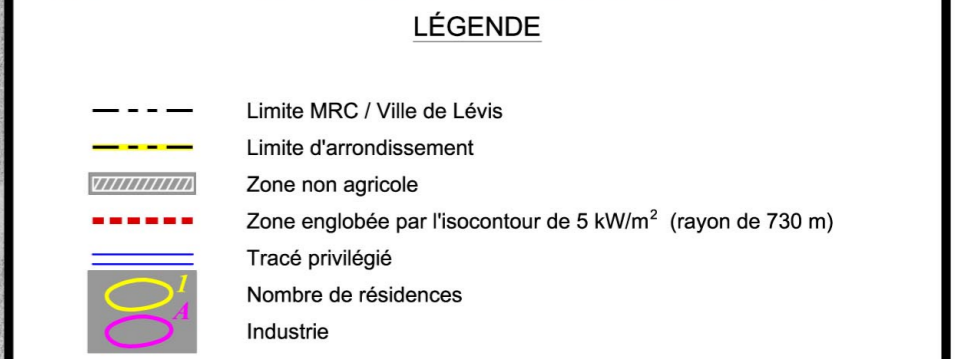 LÉGENDE
Limite MRC / Ville de Lévis
Limite d'arrondissement
Zone non agricole
Zone englobée par l'isocontour de 5 kW/m² (rayon de 730 m)
Tracé privilégié
1 Nombre de résidences
A Industrie